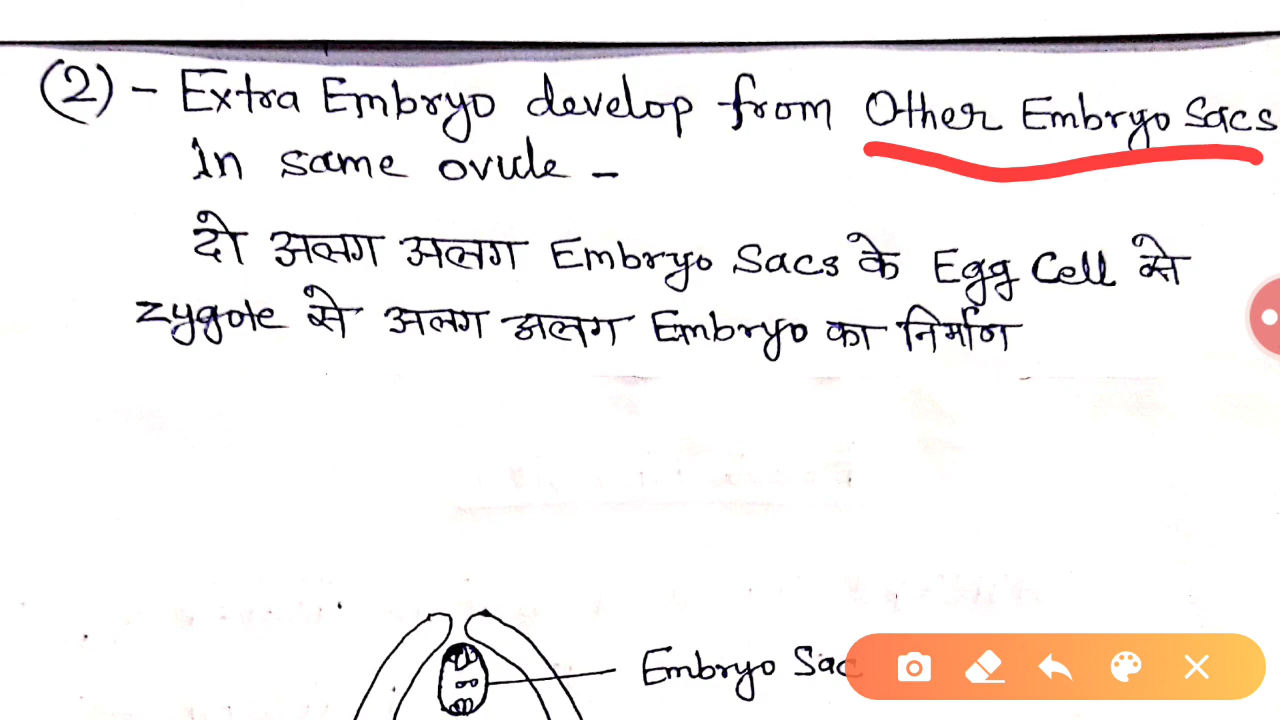 (2) - Extra Embryo develop from Other Embryo Sacs
In same ovule -
दो अलग अलग Embryo Sacs के Egg Cell से
Zygote से अलग अलग Embryo का निर्माण
Embryo Sac